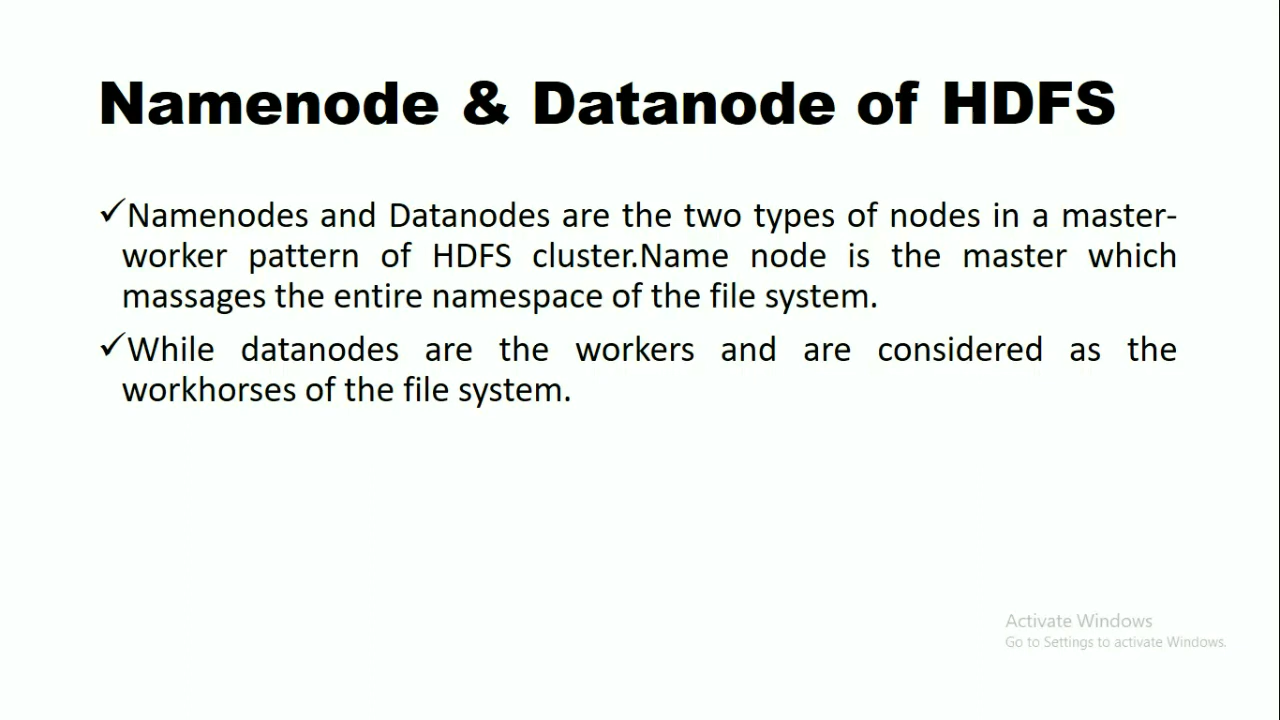 Namenode & Datanode of HDFS
✓Namenodes and Datanodes are the two types of nodes in a master-
worker pattern of HDFS cluster.Name node is the master which
massages the entire namespace of the file system.
✓While datanodes are the workers and are considered as the
workhorses of the file system.
Activate Windows
Go to Settings to activate Windows.